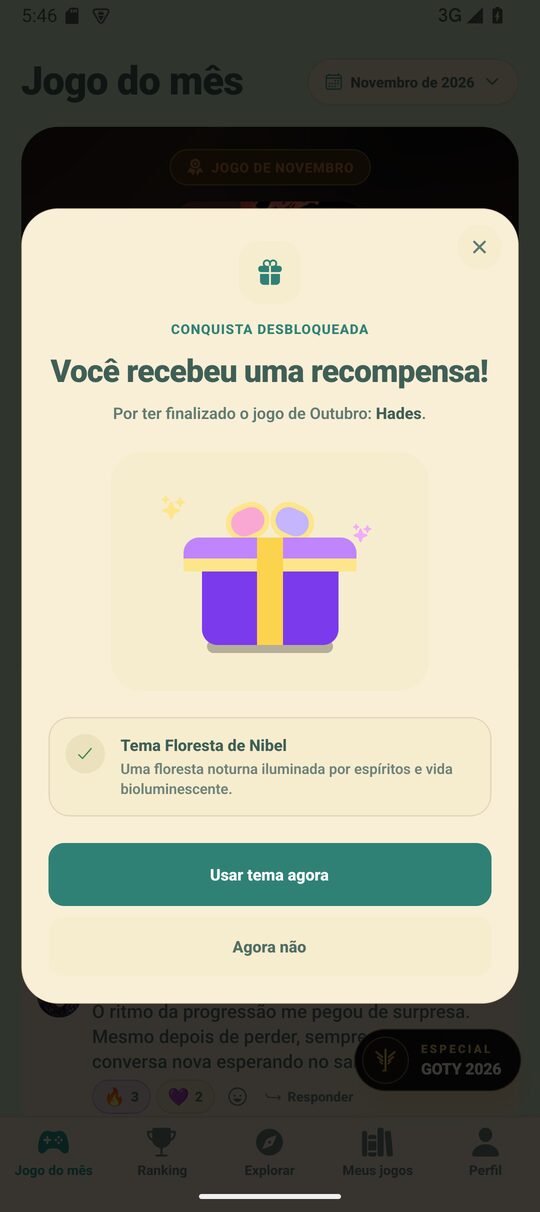 5:46
3G
Jogo do mês
Novembro de 2026
JOGO DE NOVEMBRO
CONQUISTA DESBLOQUEADA
Você recebeu uma recompensa!
Por ter finalizado o jogo de Outubro: Hades.
Tema Floresta de Nibel
Uma floresta noturna iluminada por espíritos e vida
bioluminescente.
Usar tema agora
Agora não
O ritmo da progressão me pegou de surpresa.
Mesmo depois de perder, sempre
conversa nova esperando no sa
ESPECIAL
GOTY 2026
3
2
Responder
Jogo do mês
Ranking
Explorar
Meus jogos
Perfil